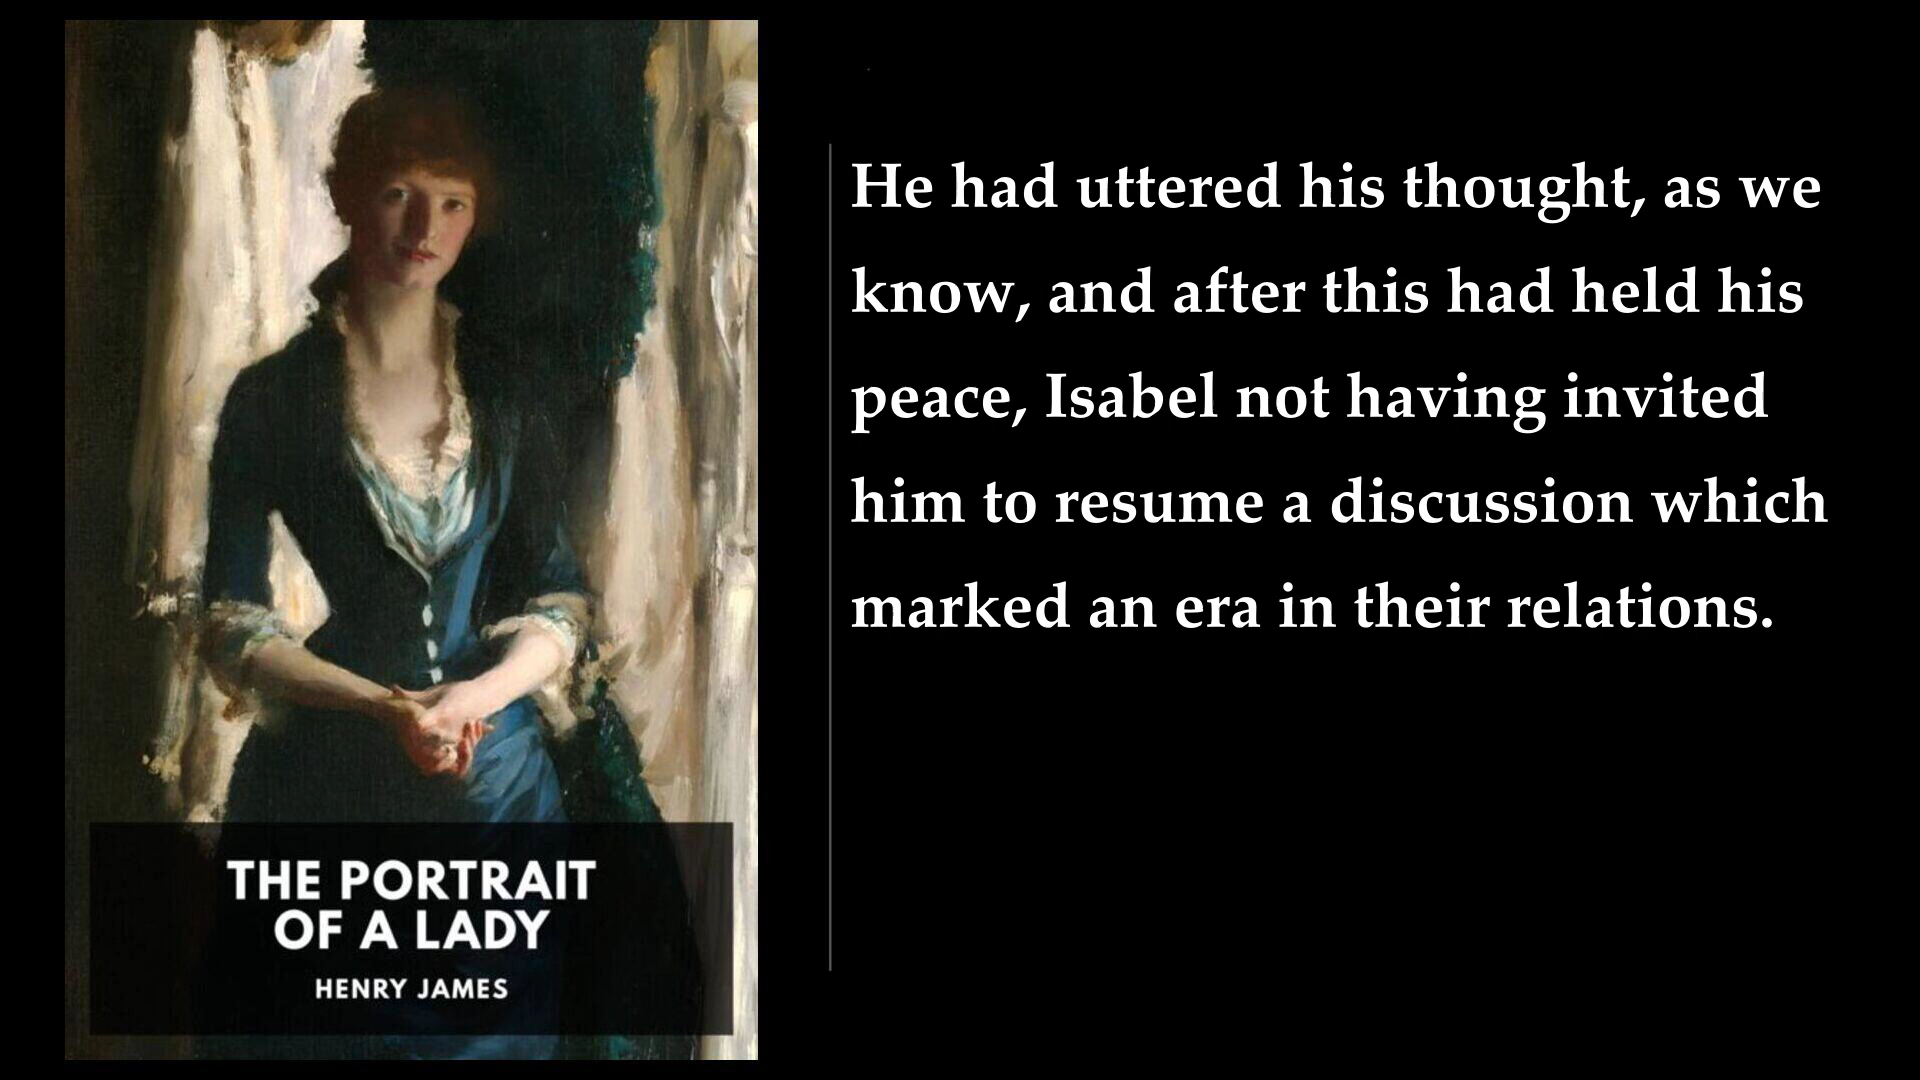 He had uttered his thought, as we
know, and after this had held his
peace, Isabel not having invited
him to resume a discussion which
marked an era in their relations.
THE PORTRAIT
OF A LADY
HENRY JAMES